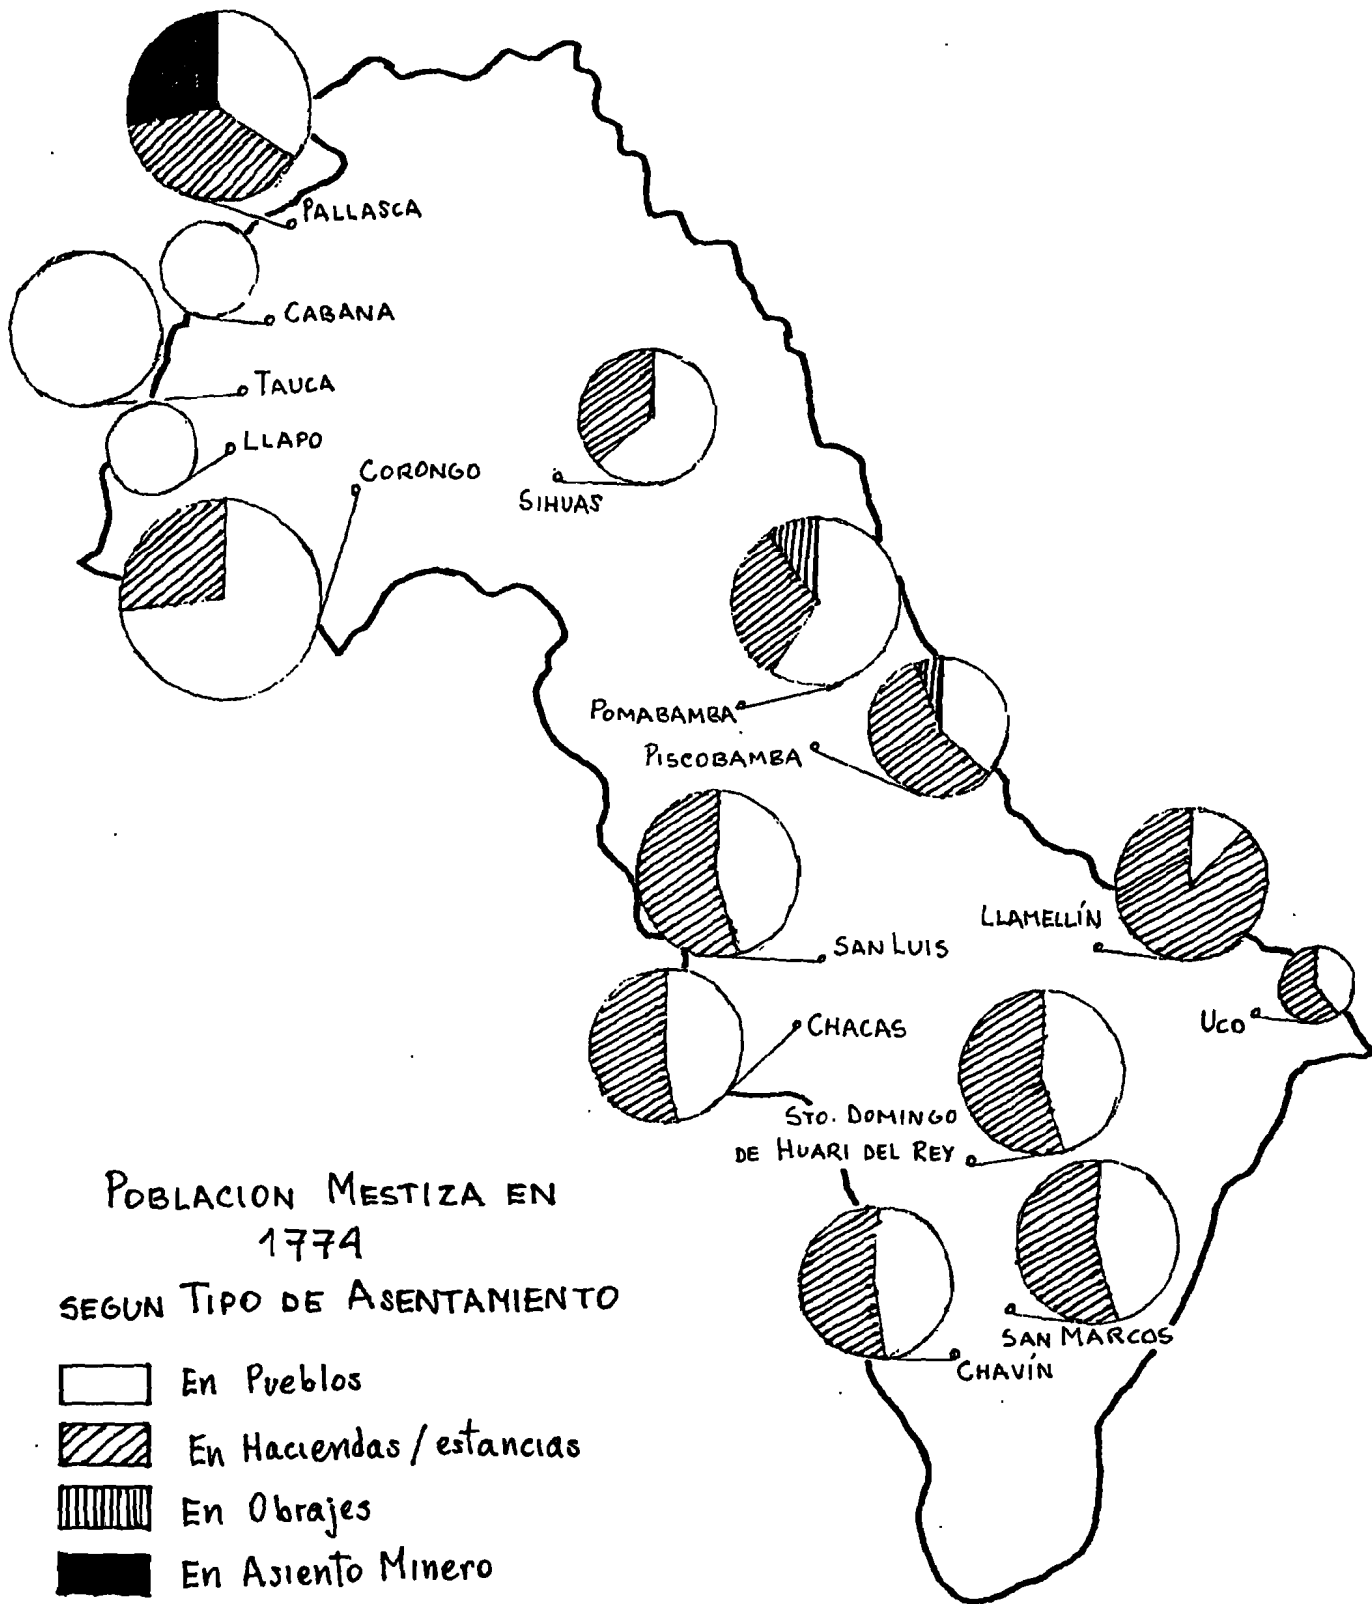 PALLASCA
CABANA
TAUCA
LLAPO
CORONGO
SIHUAS
POMABAMBA
PISCOBAMBA
LLAMELLÍN
SAN LUIS
UCO
CHACAS
STO. DOMINGO
DE HUARI DEL REY
SAN MARCOS
CHAVÍN
POBLACION MESTIZA EN
1774
SEGUN TIPO DE ASENTAMIENTO
En Pueblos
En Haciendas / estancias
En Obrajes
En Asiento Minero